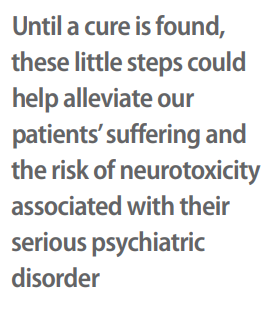 Until a cure is found,
these little steps could
help alleviate our
patients’ suffering and
the risk of neurotoxicity
associated with their
serious psychiatric
disorder